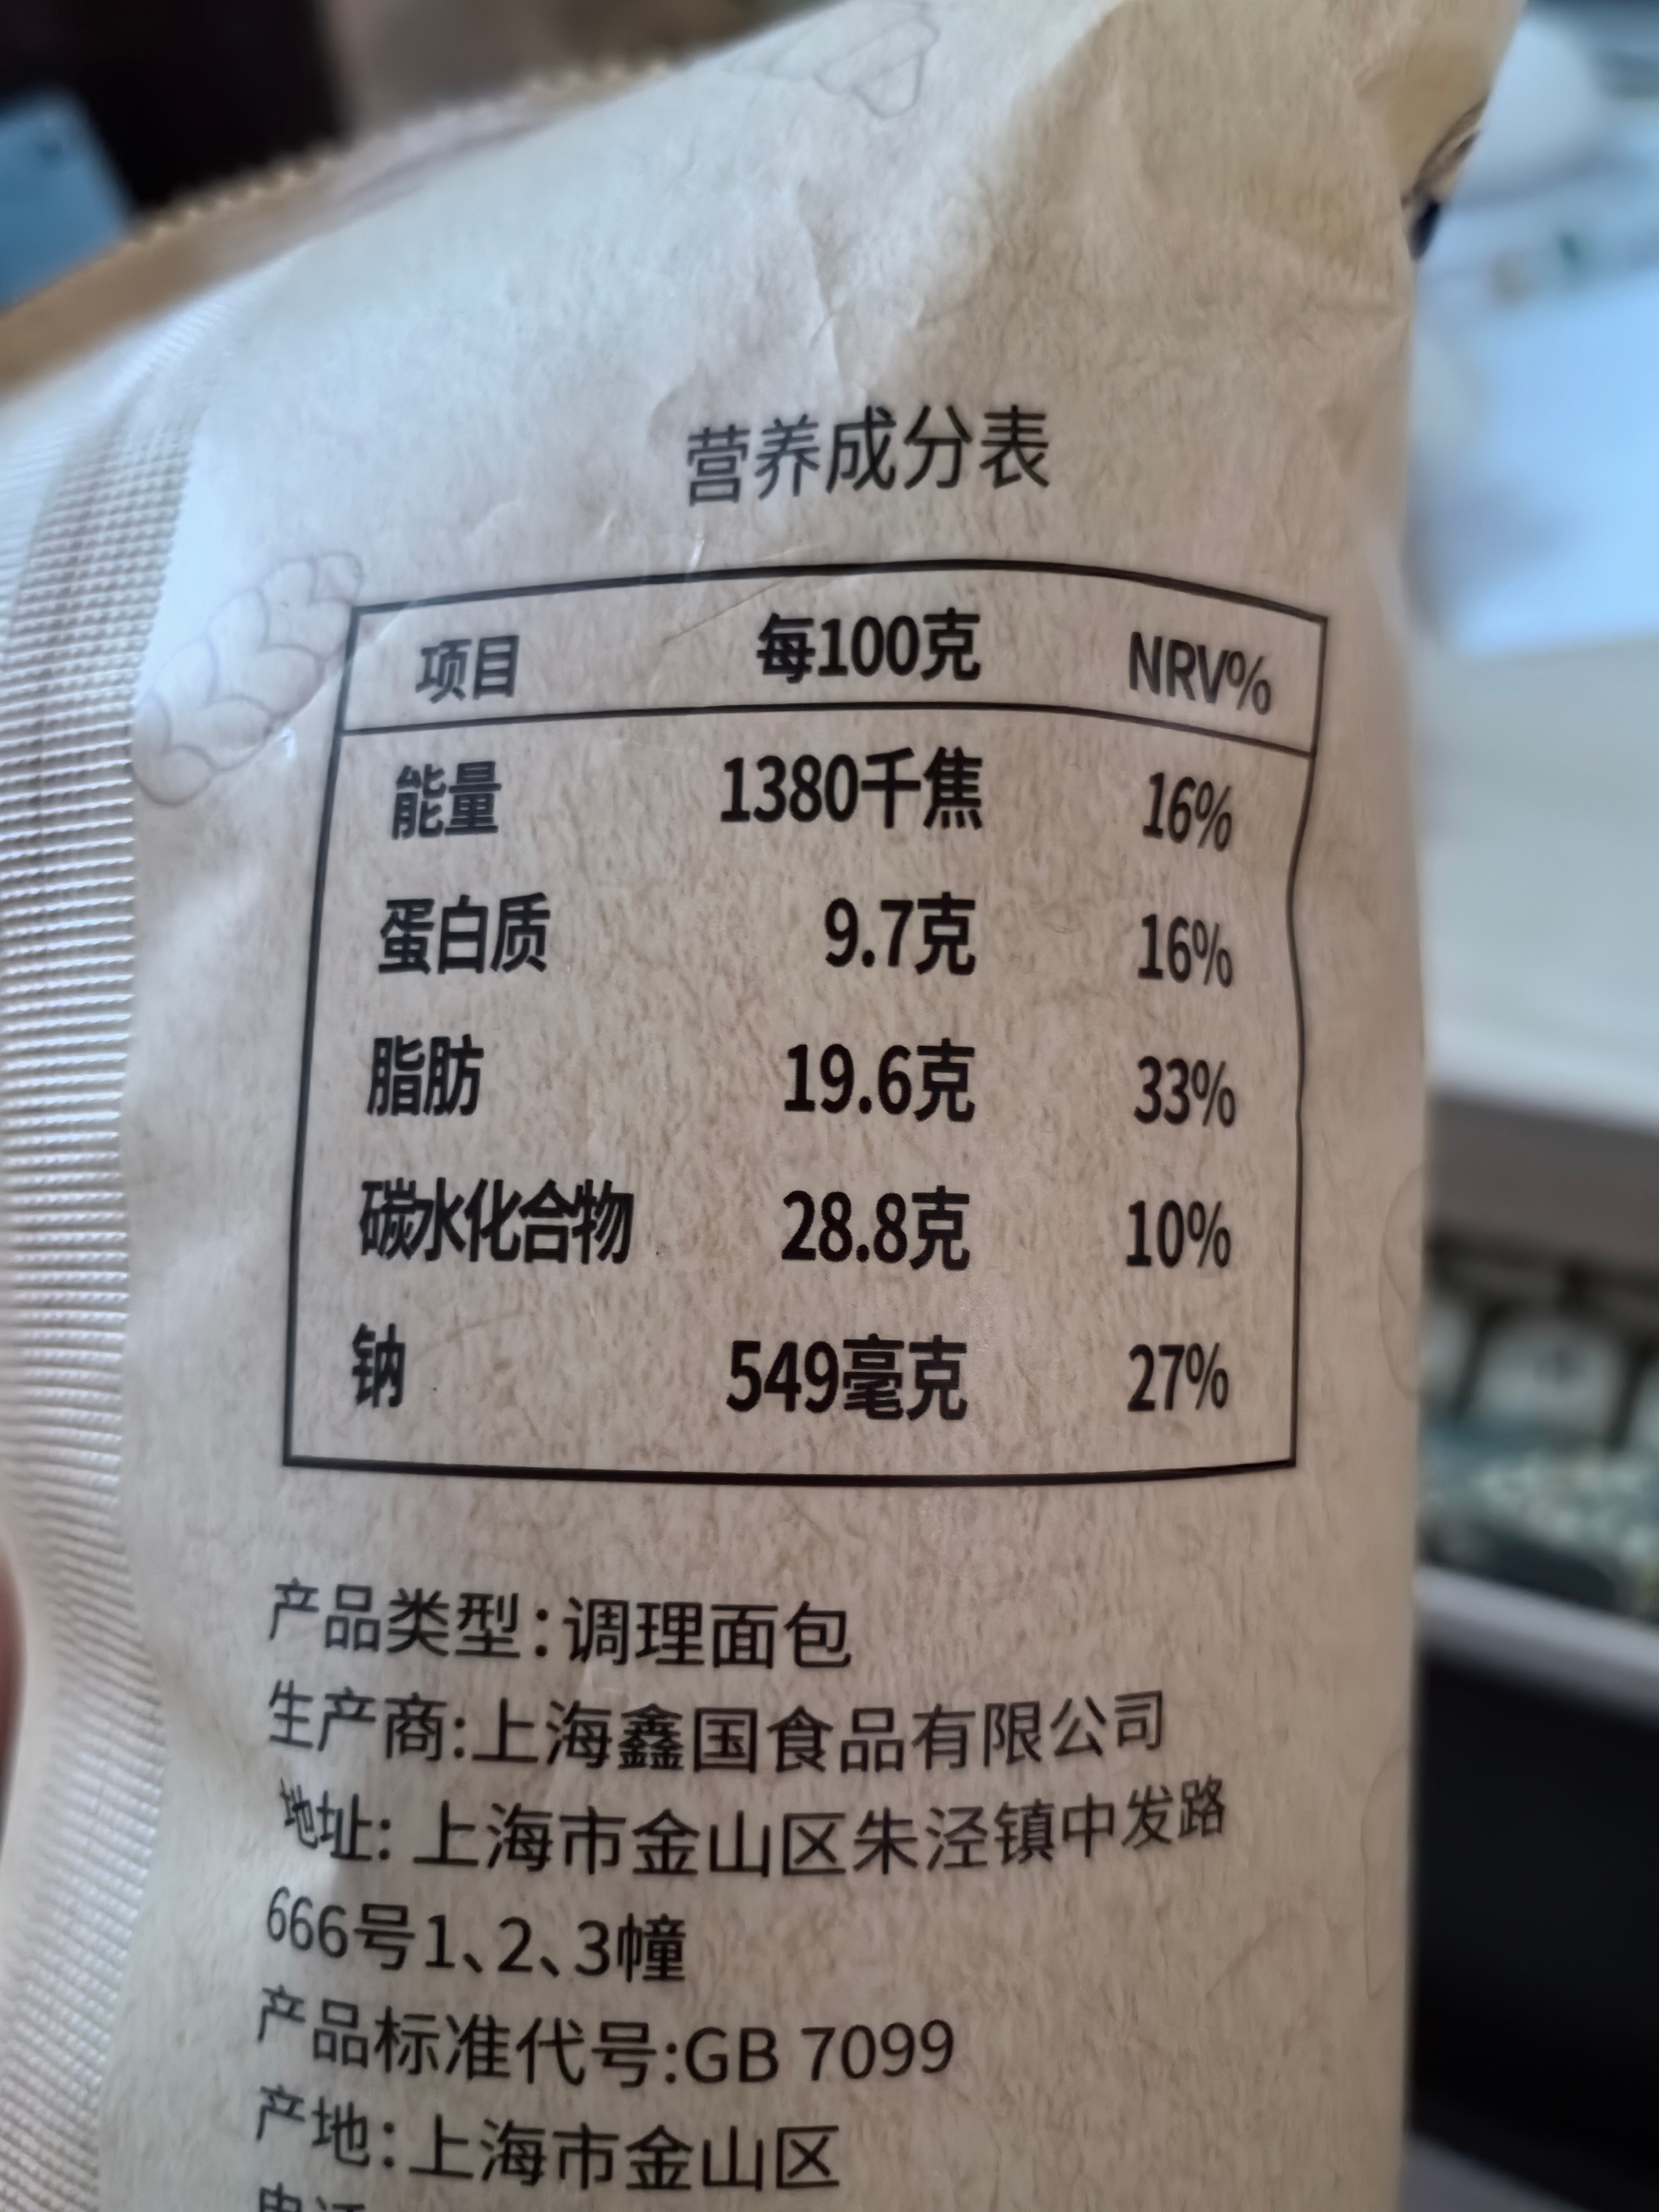 营养成分表
项目 每100克 NRV%
能量 1380千焦 16%
蛋白质 9.7克 16%
脂肪 19.6克 33%
碳水化合物 28.8克 10%
钠 549毫克 27%
产品类型:调理面包
生产商:上海鑫国食品有限公司
地址: 上海市金山区朱泾镇中发路
666号1、2、3幢
产品标准代号:GB 7099
产地:上海市金山区